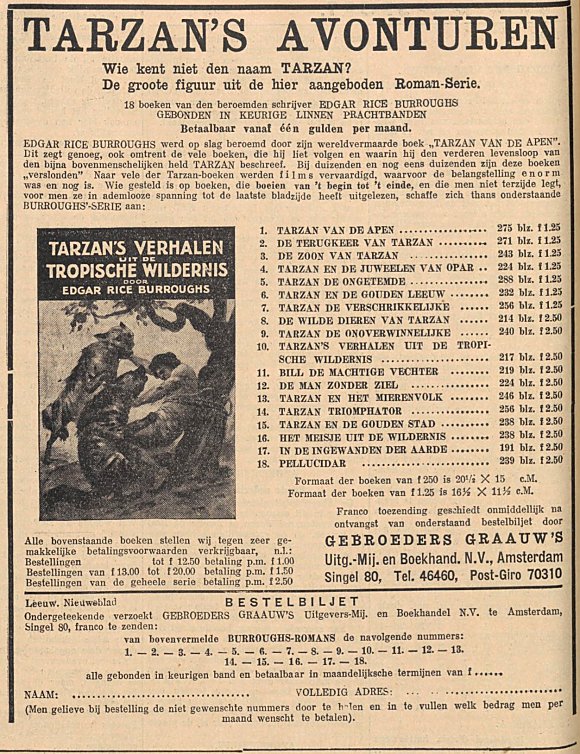 TARZAN'S AVONTUREN
Wie kent niet den naam TARZAN?
De groote figuur uit de hier aangeboden Roman-Serie.
18 boeken van den beroemden schrijver EDGAR RICE BURROUGHS
GEBONDEN IN KEURIGE LINNEN PRACHTBANDEN
Betaalbaar vanaf één gulden per maand.
EDGAR RICE BURROUGHS werd op slag beroemd door zijn wereldvermaarde boek „TARZAN VAN DE APEN".
Dit zegt genoeg, ook omtrent de vele boeken, die hij liet volgen en waarin hij den verderen levensloop van
den bijna bovenmenschelijken held TARZAN beschreef. Bij duizenden en nog eens duizenden zijn deze boeken
„verslonden" Naar vele der Tarzan-boeken werden films vervaardigd, waarvoor de belangstelling enorm
was en nog is. Wie gesteld is op boeken, die boeien van 't begin tot 't einde, en die men niet terzijde legt,
voor men ze in ademlooze spanning tot de laatste bladzijde heeft uitgelezen, schaffe zich thans onderstaande
BURROUGHS'-SERIE aan:
TARZAN'S VERHALEN
UIT DE
TROPISCHE WILDERNIS
DOOR
EDGAR RICE BURROUGHS
1. TARZAN VAN DE APEN .................. 275 blz. f 1.25
2. DE TERUGKEER VAN TARZAN ........ 271 blz. f 1.25
3. DE ZOON VAN TARZAN ............... 243 blz. f 1.25
4. TARZAN EN DE JUWEELEN VAN OPAR .. 224 blz. f 1.25
5. TARZAN DE ONGETEMDE ............. 288 blz. f 1.25
6. TARZAN EN DE GOUDEN LEEUW ........ 232 blz. f 1.25
7. TARZAN DE VERSCHRIKKELIJKE ...... 256 blz. f 1.25
8. DE WILDE DIEREN VAN TARZAN ...... 214 blz. f 2.50
9. TARZAN DE ONOVERWINNELIJKE ...... 240 blz. f 2.50
10. TARZAN'S VERHALEN UIT DE TROPI-
SCHE WILDERNIS .................... 217 blz. f 2.50
11. BILL DE MACHTIGE VECHTER ........ 219 blz. f 2.50
12. DE MAN ZONDER ZIEL ............... 224 blz. f 2.50
13. TARZAN EN HET MIERENVOLK ........ 246 blz. f 2.50
14. TARZAN TRIOMPHATOR ............. 256 blz. f 2.50
15. TARZAN EN DE GOUDEN STAD ........ 238 blz. f 2.50
16. HET MEISJE UIT DE WILDERNIS ........ 238 blz. f 2.50
17. IN DE INGEWANDEN DER AARDE ........ 191 blz. f 2.50
18. PELLUCIDAR .................... 239 blz. f 2.50
Formaat der boeken van f 250 is 20½ × 15 c.M.
Formaat der boeken van f 1.25 is 16½ × 11½ c.M.
Franco toezending geschiedt onmiddellijk na
ontvangst van onderstaand bestelbiljet door
GEBROEDERS GRAAUW'S
Uitg.-Mij. en Boekhand. N.V., Amsterdam
Singel 80, Tel. 46460, Post-Giro 70310
Alle bovenstaande boeken stellen wij tegen zeer ge-
makkelijke betalingsvoorwaarden verkrijgbaar, n.l.:
Bestellingen tot f 12.50 betaling p.m. f 1.00
Bestellingen van f 13.00 tot f 20.00 betaling p.m. f 1.50
Bestellingen van de geheele serie betaling p.m. f 2.50
Leeuw. Nieuwsblad BESTELBILJET
Ondergeteekende verzoekt GEBROEDERS GRAAUW'S Uitgevers-Mij. en Boekhandel N.V. te Amsterdam,
Singel 80, franco te zenden:
van bovenvermelde BURROUGHS-ROMANS de navolgende nummers:
1. — 2. — 3. — 4. — 5. — 6. — 7. — 8. — 9. — 10. — 11. — 12. — 13.
14. — 15. — 16. — 17. — 18.
alle gebonden in keurigen band en betaalbaar in maandelijksche termijnen van f ......
NAAM: .............................. VOLLEDIG ADRES: ..............................
(Men gelieve bij bestelling de niet gewenschte nummers door te halen en in te vullen welk bedrag men per
maand wenscht te betalen).